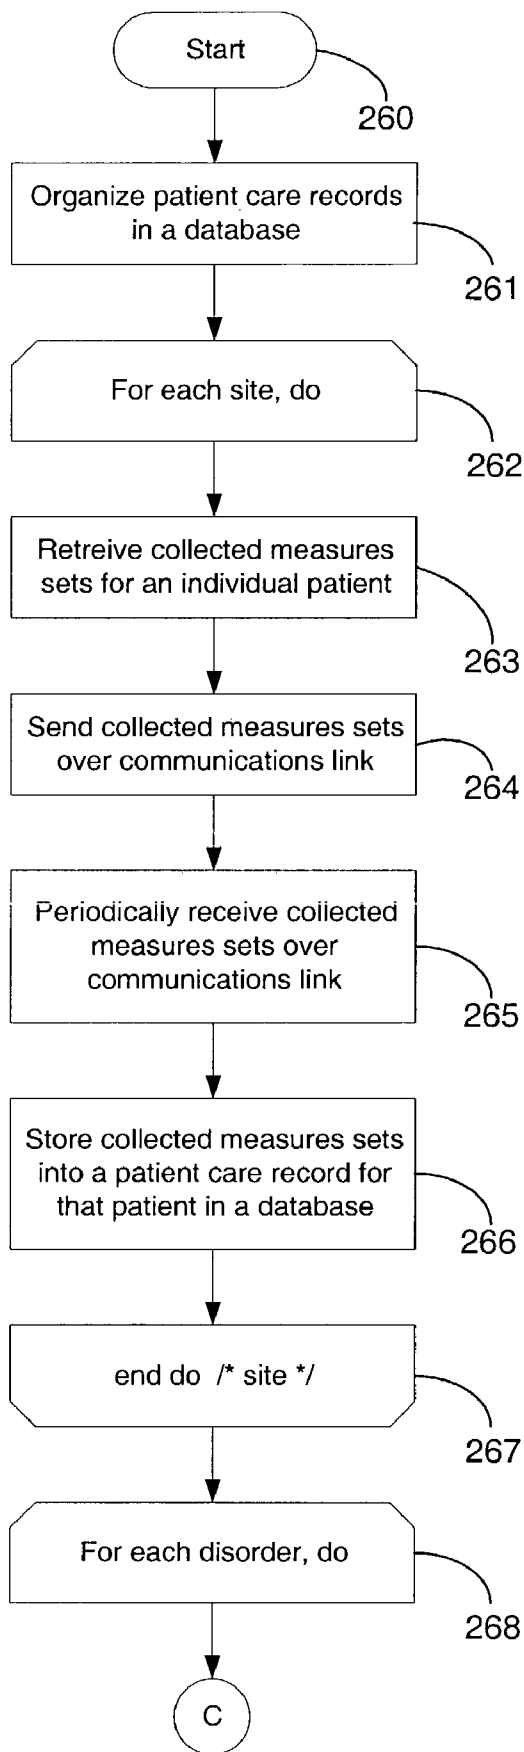 Start
260
Organize patient care records
in a database
261
For each site, do
262
Retreive collected measures
sets for an individual patient
263
Send collected measures sets
over communications link
264
Periodically receive collected
measures sets over
communications link
265
Store collected measures sets
into a patient care record for
that patient in a database
266
end do /* site */
267
For each disorder, do
268
C